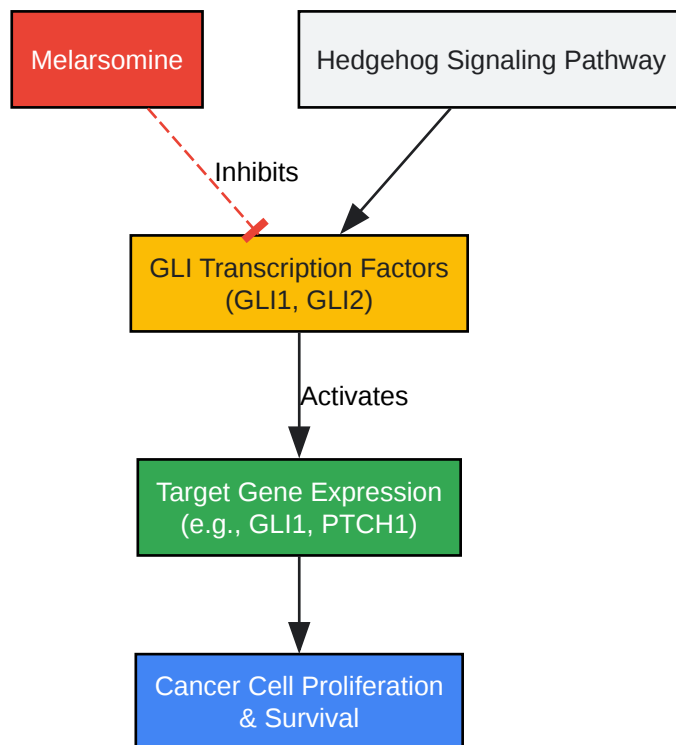 Melarsomine
Hedgehog Signaling Pathway
Inhibits
GLI Transcription Factors
(GLI1, GLI2)
Activates
Target Gene Expression
(e.g., GLI1, PTCH1)
Cancer Cell Proliferation
& Survival